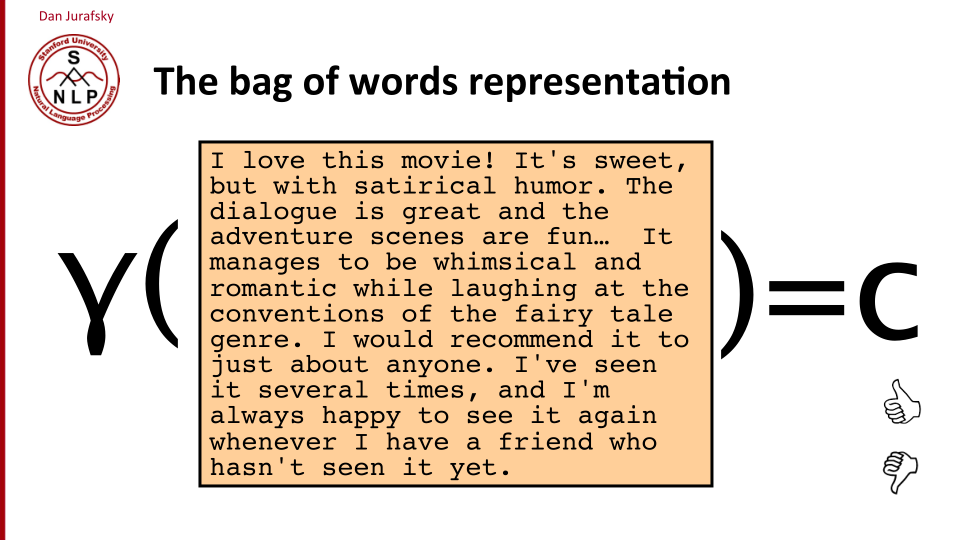 Dan Jurafsky
Stanford University
S
NLP
Natural Language Processing
The bag of words representation
I love this movie! It's sweet,
but with satirical humor. The
dialogue is great and the
adventure scenes are fun…  It
manages to be whimsical and
romantic while laughing at the
conventions of the fairy tale
genre. I would recommend it to
just about anyone. I've seen
it several times, and I'm
always happy to see it again
whenever I have a friend who
hasn't seen it yet.
γ( )=c